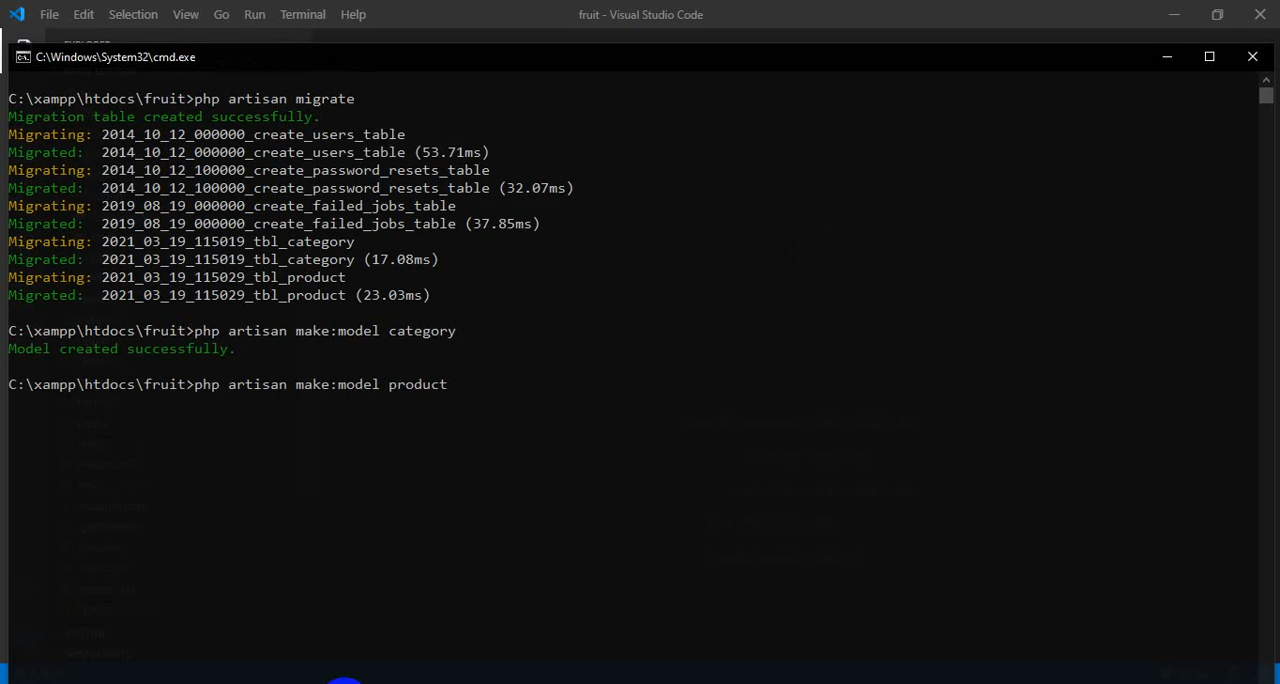 File Edit Selection View Go Run Terminal Help fruit - Visual Studio Code
C:\Windows\System32\cmd.exe
C:\xampp\htdocs\fruit>php artisan migrate
Migration table created successfully.
Migrating: 2014_10_12_000000_create_users_table
Migrated:  2014_10_12_000000_create_users_table (53.71ms)
Migrating: 2014_10_12_100000_create_password_resets_table
Migrated:  2014_10_12_100000_create_password_resets_table (32.07ms)
Migrating: 2019_08_19_000000_create_failed_jobs_table
Migrated:  2019_08_19_000000_create_failed_jobs_table (37.85ms)
Migrating: 2021_03_19_115019_tbl_category
Migrated:  2021_03_19_115019_tbl_category (17.08ms)
Migrating: 2021_03_19_115029_tbl_product
Migrated:  2021_03_19_115029_tbl_product (23.03ms)
C:\xampp\htdocs\fruit>php artisan make:model category
Model created successfully.
C:\xampp\htdocs\fruit>php artisan make:model product